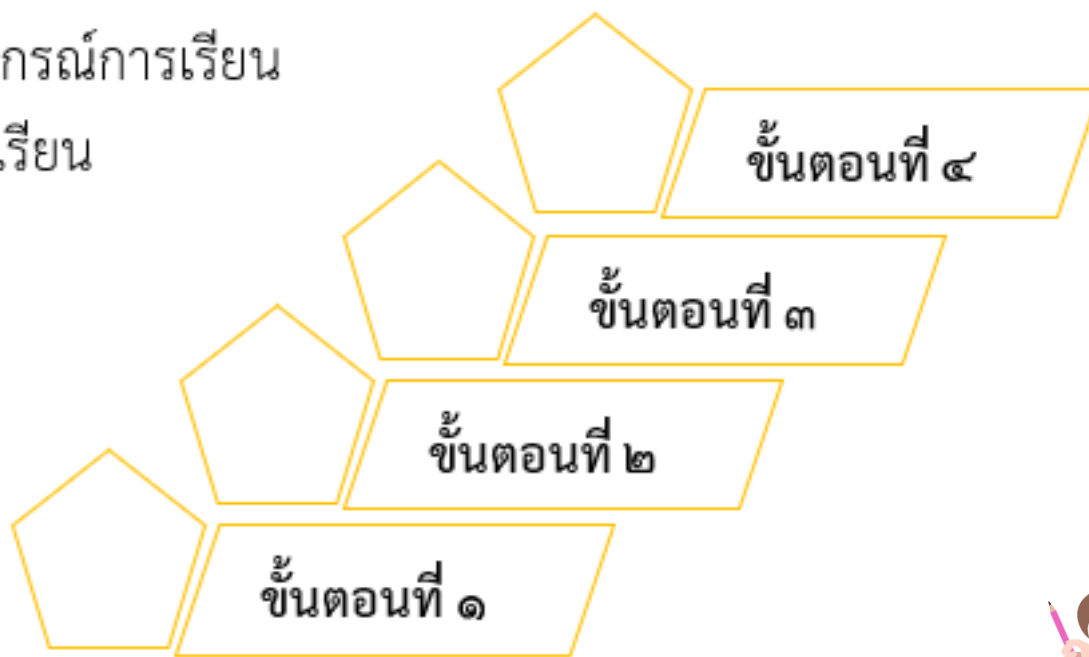 กรณ์การเรียน
เรียน
ขั้นตอนที่ ๔
ขั้นตอนที่ ๓
ขั้นตอนที่ ๒
ขั้นตอนที่ ๑